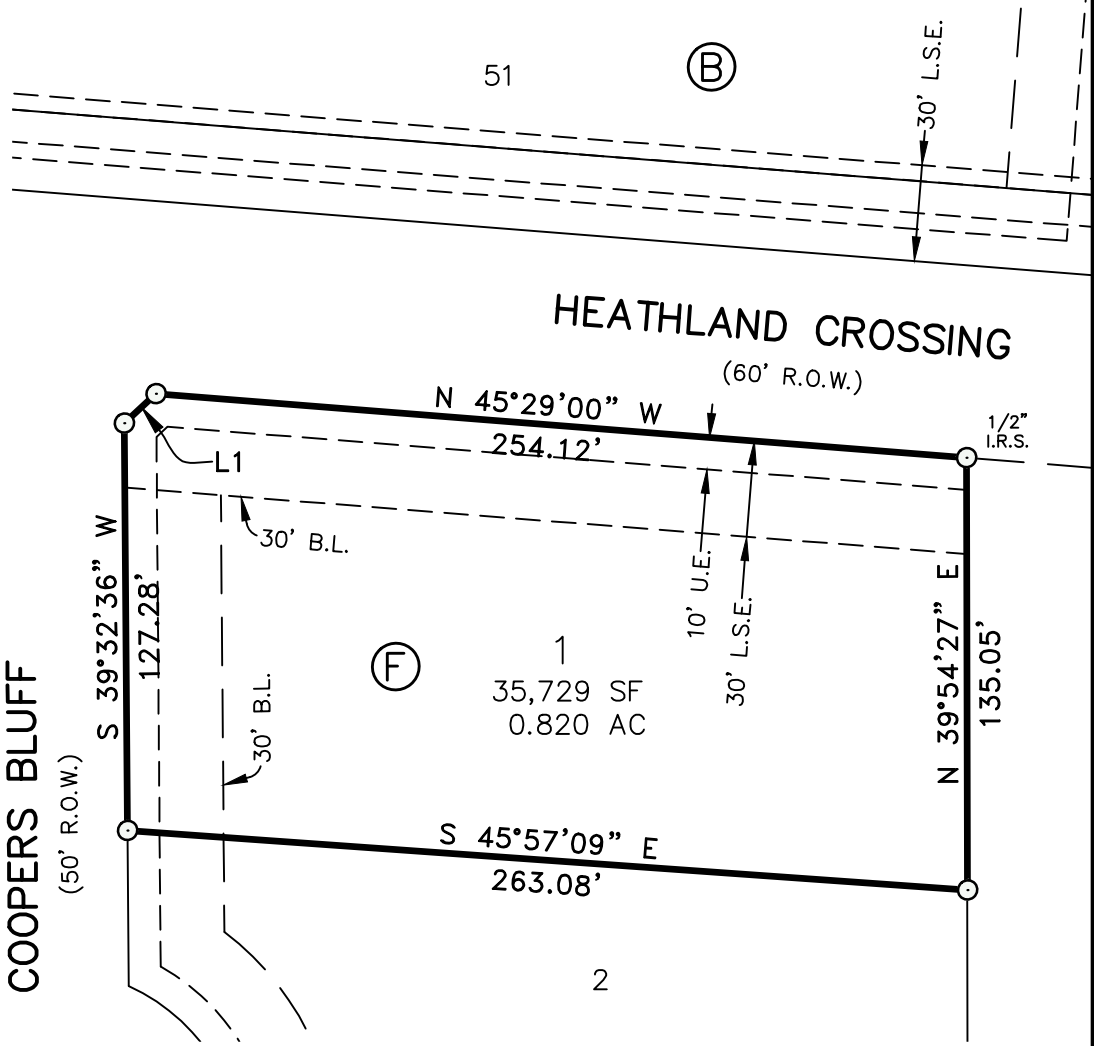 51
B
30' L.S.E.
HEATHLAND CROSSING
(60' R.O.W.)
N 45°29'00" W
254.12'
1/2"
I.R.S.
L1
30' B.L.
10' U.E.
30' L.S.E.
S 39°32'36" W
127.28'
N 39°54'27" E
135.05'
F
1
35,729 SF
0.820 AC
30' B.L.
COOPERS BLUFF
(50' R.O.W.)
S 45°57'09" E
263.08'
2